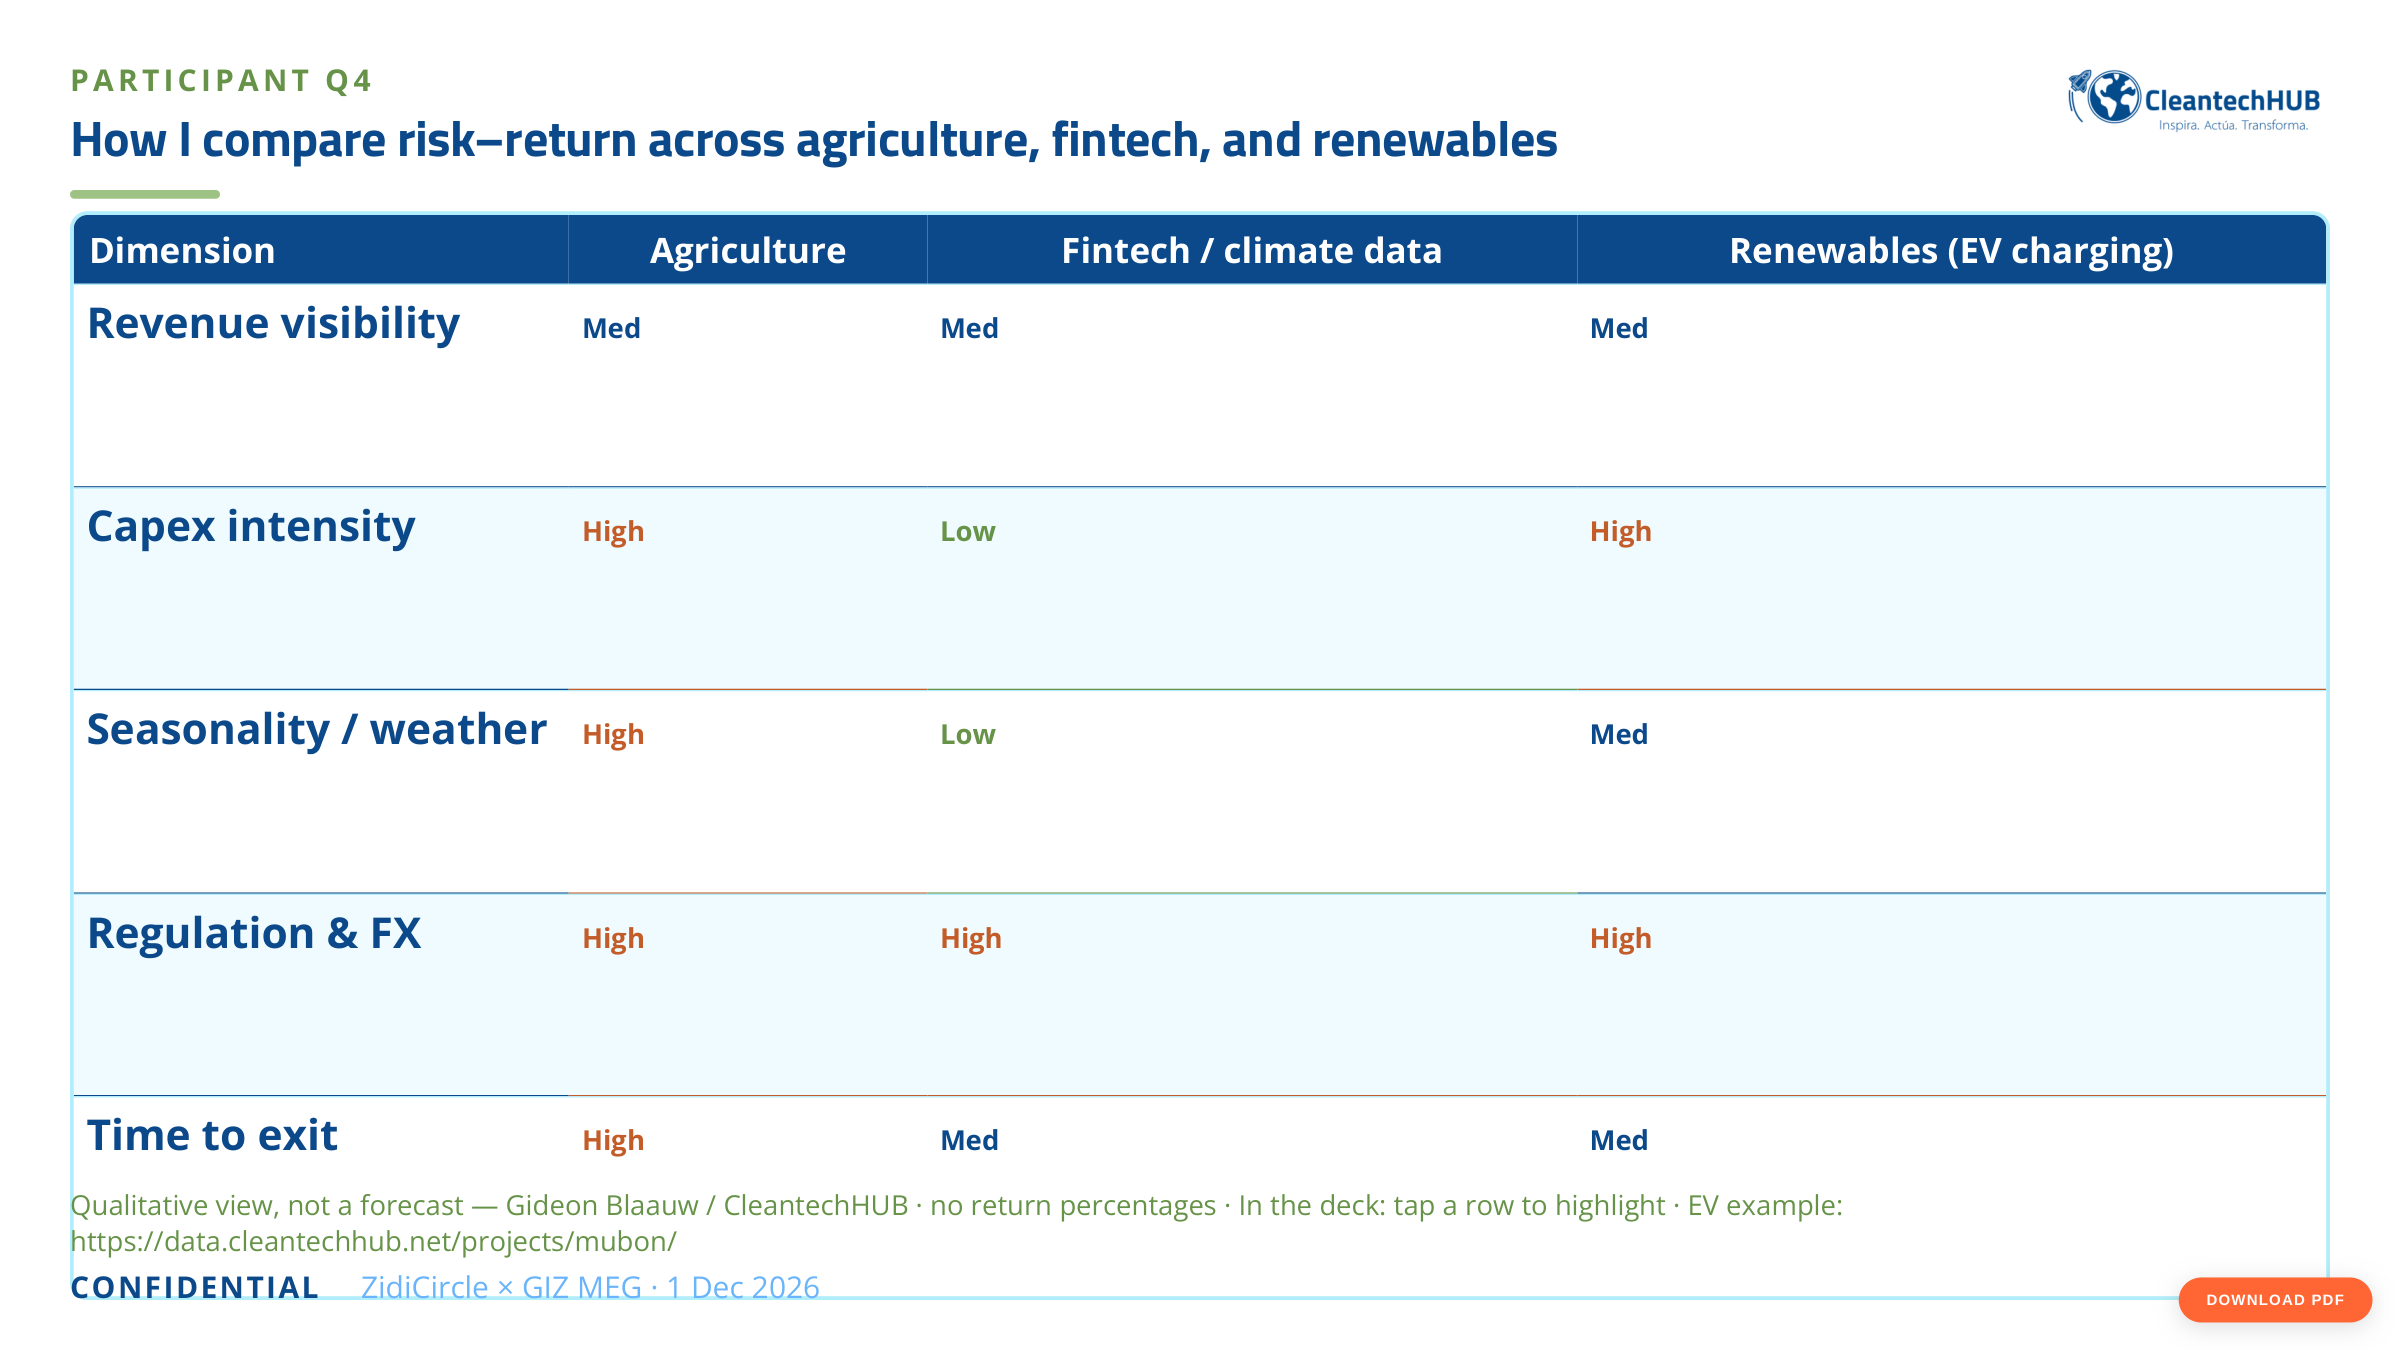 PARTICIPANT Q4
How I compare risk–return across agriculture, fintech, and renewables
CleantechHUB
Inspira. Actúa. Transforma.
Dimension Agriculture Fintech / climate data Renewables (EV charging)
Revenue visibility Med Med Med
Capex intensity High Low High
Seasonality / weather High Low Med
Regulation & FX High High High
Time to exit High Med Med
Qualitative view, not a forecast — Gideon Blaauw / CleantechHUB · no return percentages · In the deck: tap a row to highlight · EV example:
https://data.cleantechhub.net/projects/mubon/
CONFIDENTIAL ZidiCircle × GIZ MEG · 1 Dec 2026
DOWNLOAD PDF